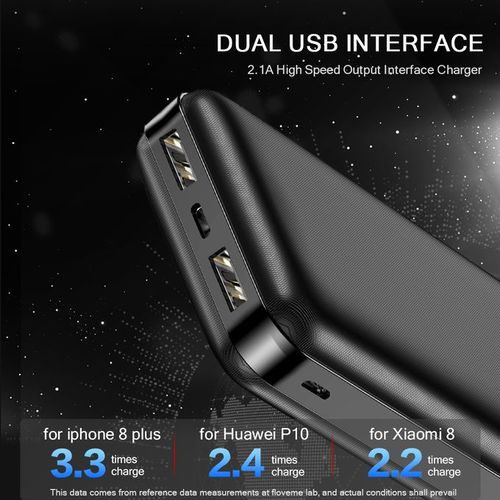 DUAL USB INTERFACE
2.1A High Speed Output Interface Charger
for iphone 8 plus
3.3 times charge
for Huawei P10
2.4 times charge
for Xiaomi 8
2.2 times charge
This data comes from reference data measurements at floveme lab, and actual conditions shall prevail